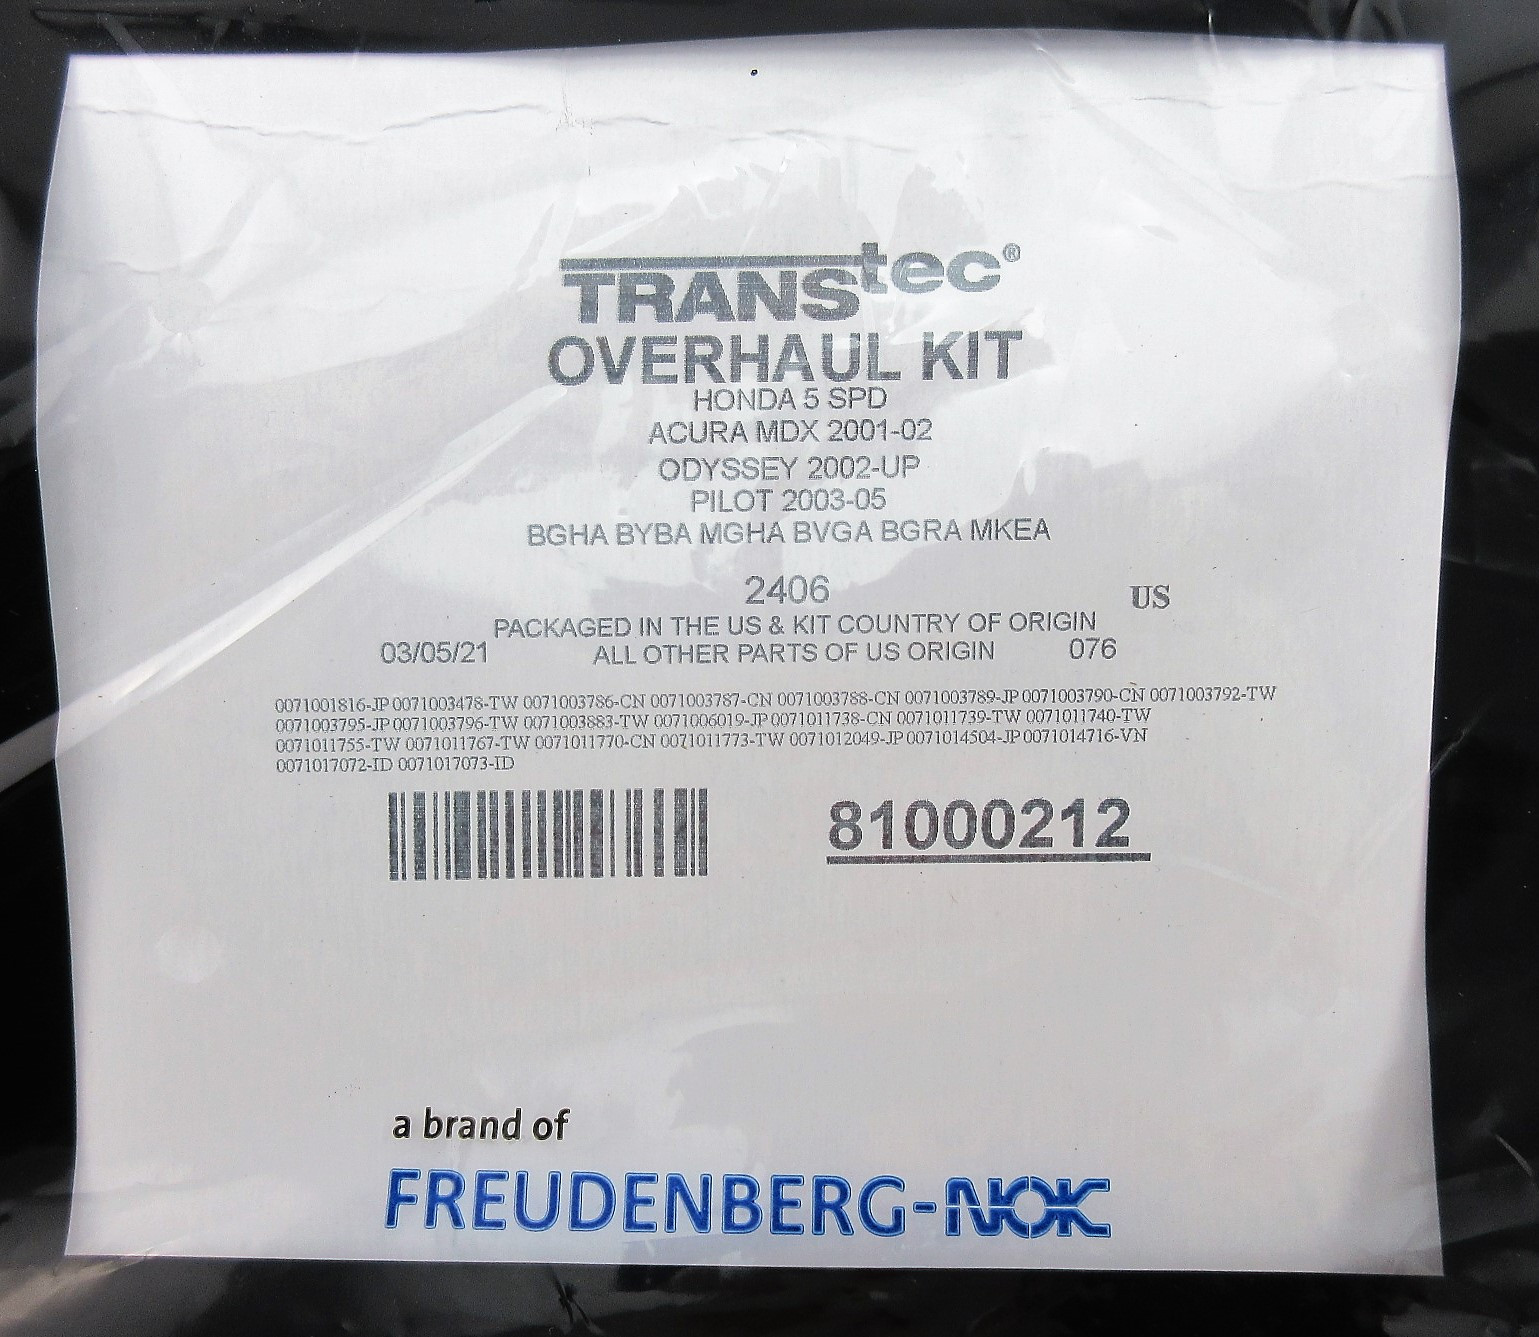 TRANStec®
OVERHAUL KIT
HONDA 5 SPD
ACURA MDX 2001-02
ODYSSEY 2002-UP
PILOT 2003-05
BGHA BYBA MGHA BVGA BGRA MKEA
2406 US
PACKAGED IN THE US & KIT COUNTRY OF ORIGIN
03/05/21 ALL OTHER PARTS OF US ORIGIN 076
0071001816-JP 0071003478-TW 0071003786-CN 0071003787-CN 0071003788-CN 0071003789-JP 0071003790-CN 0071003792-TW
0071003795-JP 0071003796-TW 0071003883-TW 0071006019-JP 0071011738-CN 0071011739-TW 0071011740-TW
0071011755-TW 0071011767-TW 0071011770-CN 0071011773-TW 0071012049-JP 0071014504-JP 0071014716-VN
0071017072-ID 0071017073-ID
81000212
a brand of
FREUDENBERG-NOK